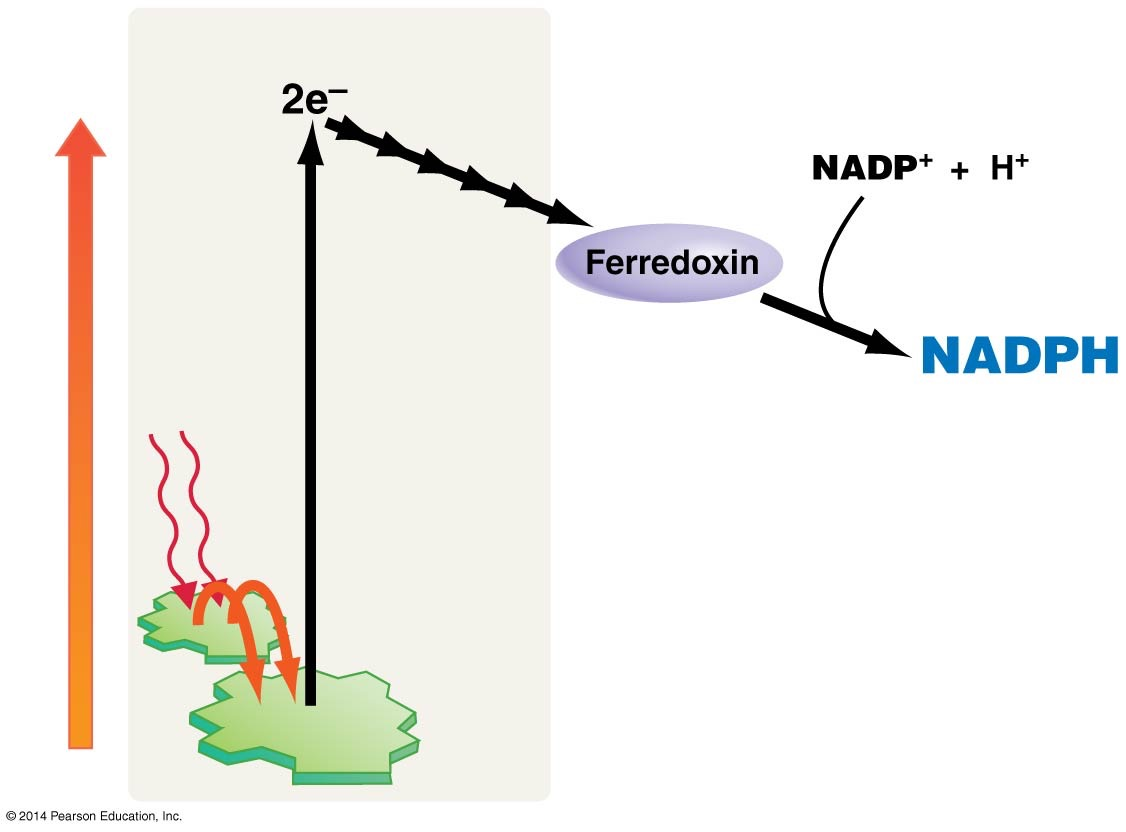 2e⁻
NADP⁺ + H⁺
Ferredoxin
NADPH
© 2014 Pearson Education, Inc.